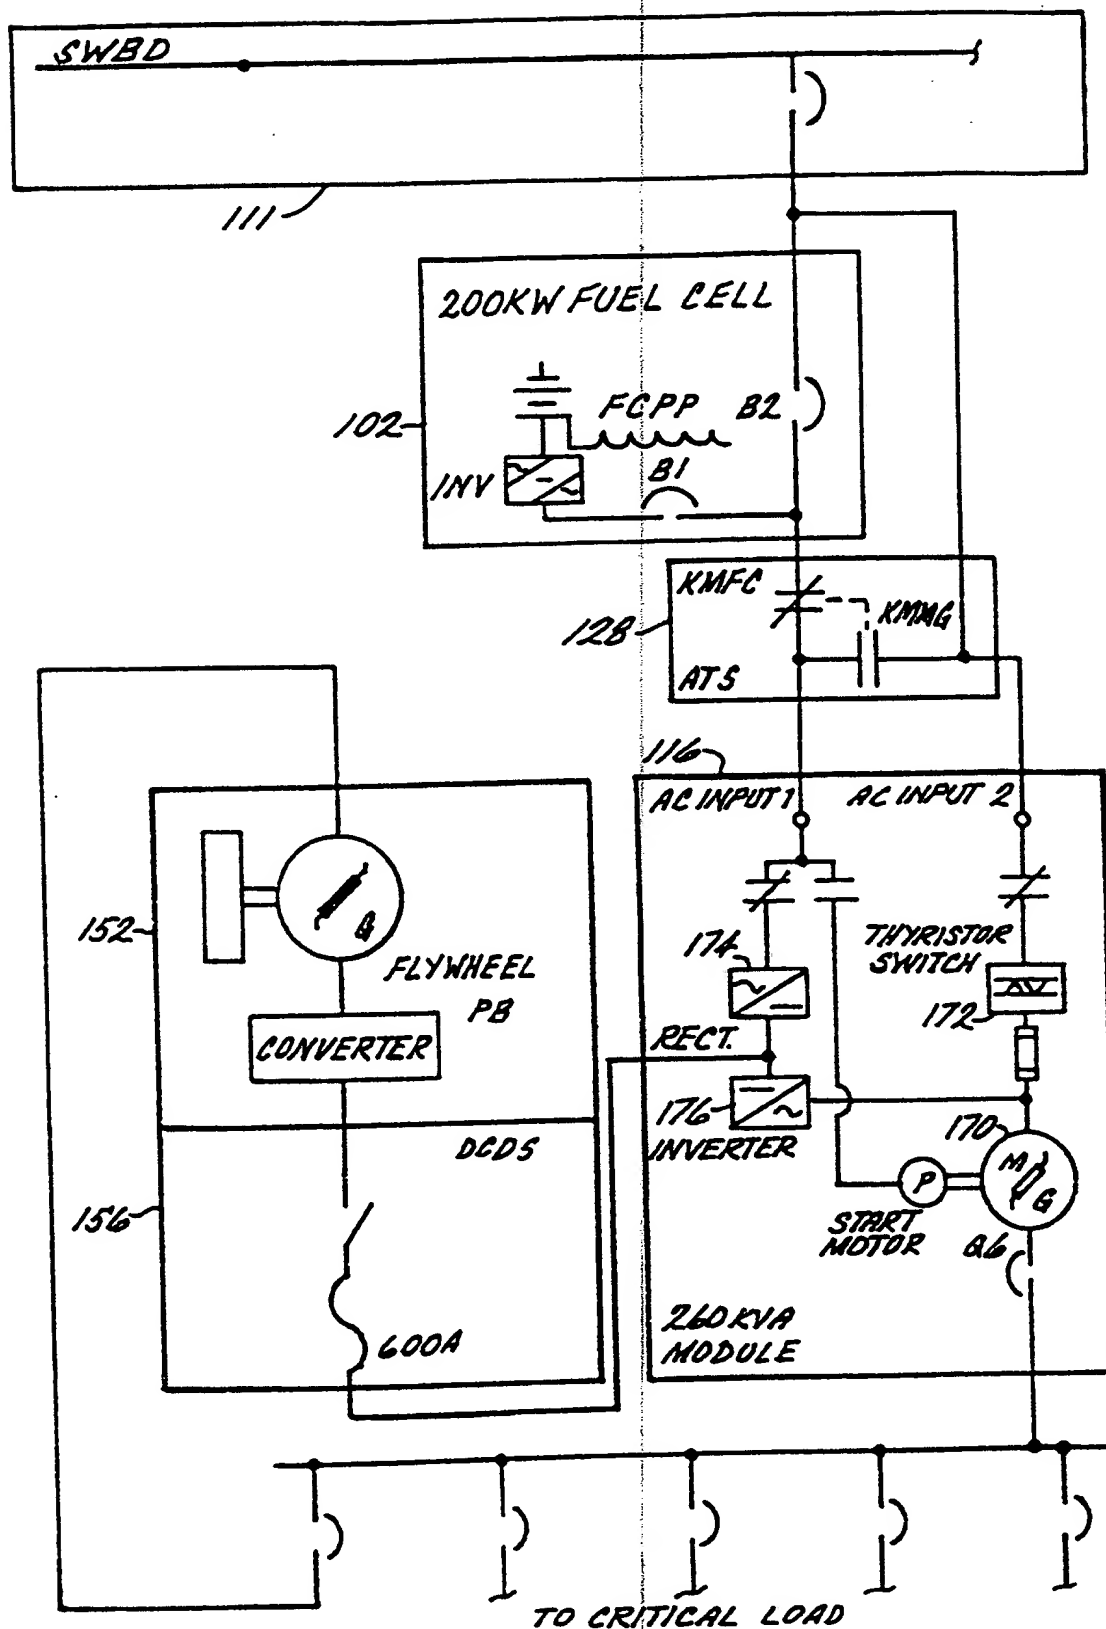 SWBD
111
200KW FUEL CELL
102
FCPP
B2
INV
B1
KMFC
KMMG
128
ATS
116
AC INPUT 1
AC INPUT 2
152
G
FLYWHEEL
PB
CONVERTER
174
THYRISTOR
SWITCH
172
RECT.
176
INVERTER
170
M
G
P
START
MOTOR
Q6
DCDS
156
600A
260KVA
MODULE
TO CRITICAL LOAD